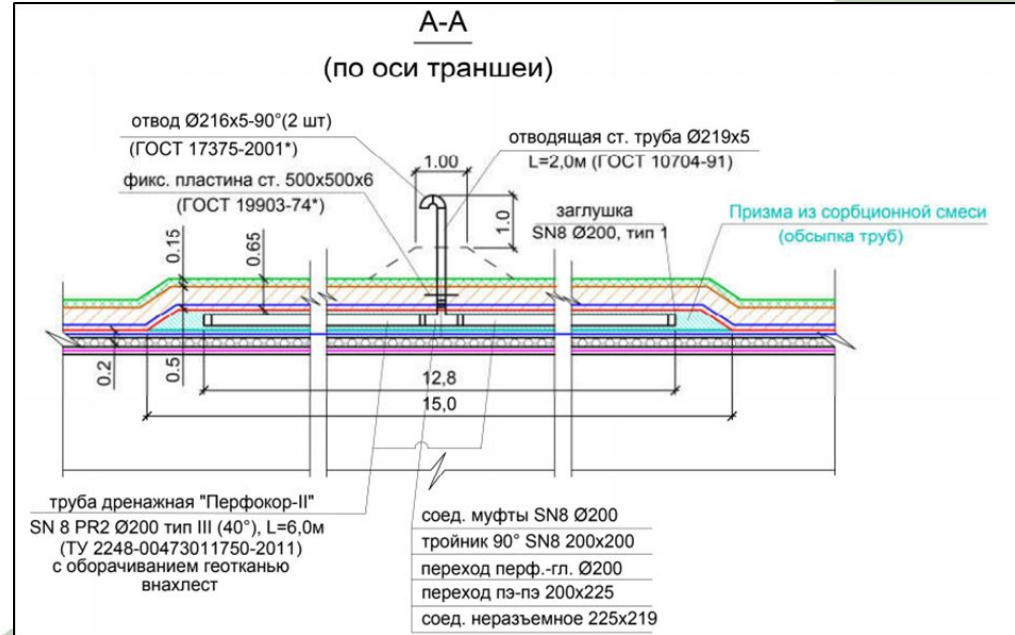 А-А
(по оси траншеи)
отвод Ø216х5-90°(2 шт)
(ГОСТ 17375-2001*)
фикс. пластина ст. 500х500х6
(ГОСТ 19903-74*)
отводящая ст. труба Ø219х5
L=2,0м (ГОСТ 10704-91)
1.00
1.0
заглушка
SN8 Ø200, тип 1
Призма из сорбционной смеси
(обсыпка труб)
0.15
0.65
0.2
0.5
12,8
15,0
труба дренажная "Перфокор-II"
SN 8 PR2 Ø200 тип III (40°), L=6,0м
(ТУ 2248-00473011750-2011)
с оборачиванием геотканью
внахлест
соед. муфты SN8 Ø200
тройник 90° SN8 200х200
переход перф.-гл. Ø200
переход пэ-пэ 200х225
соед. неразъемное 225х219